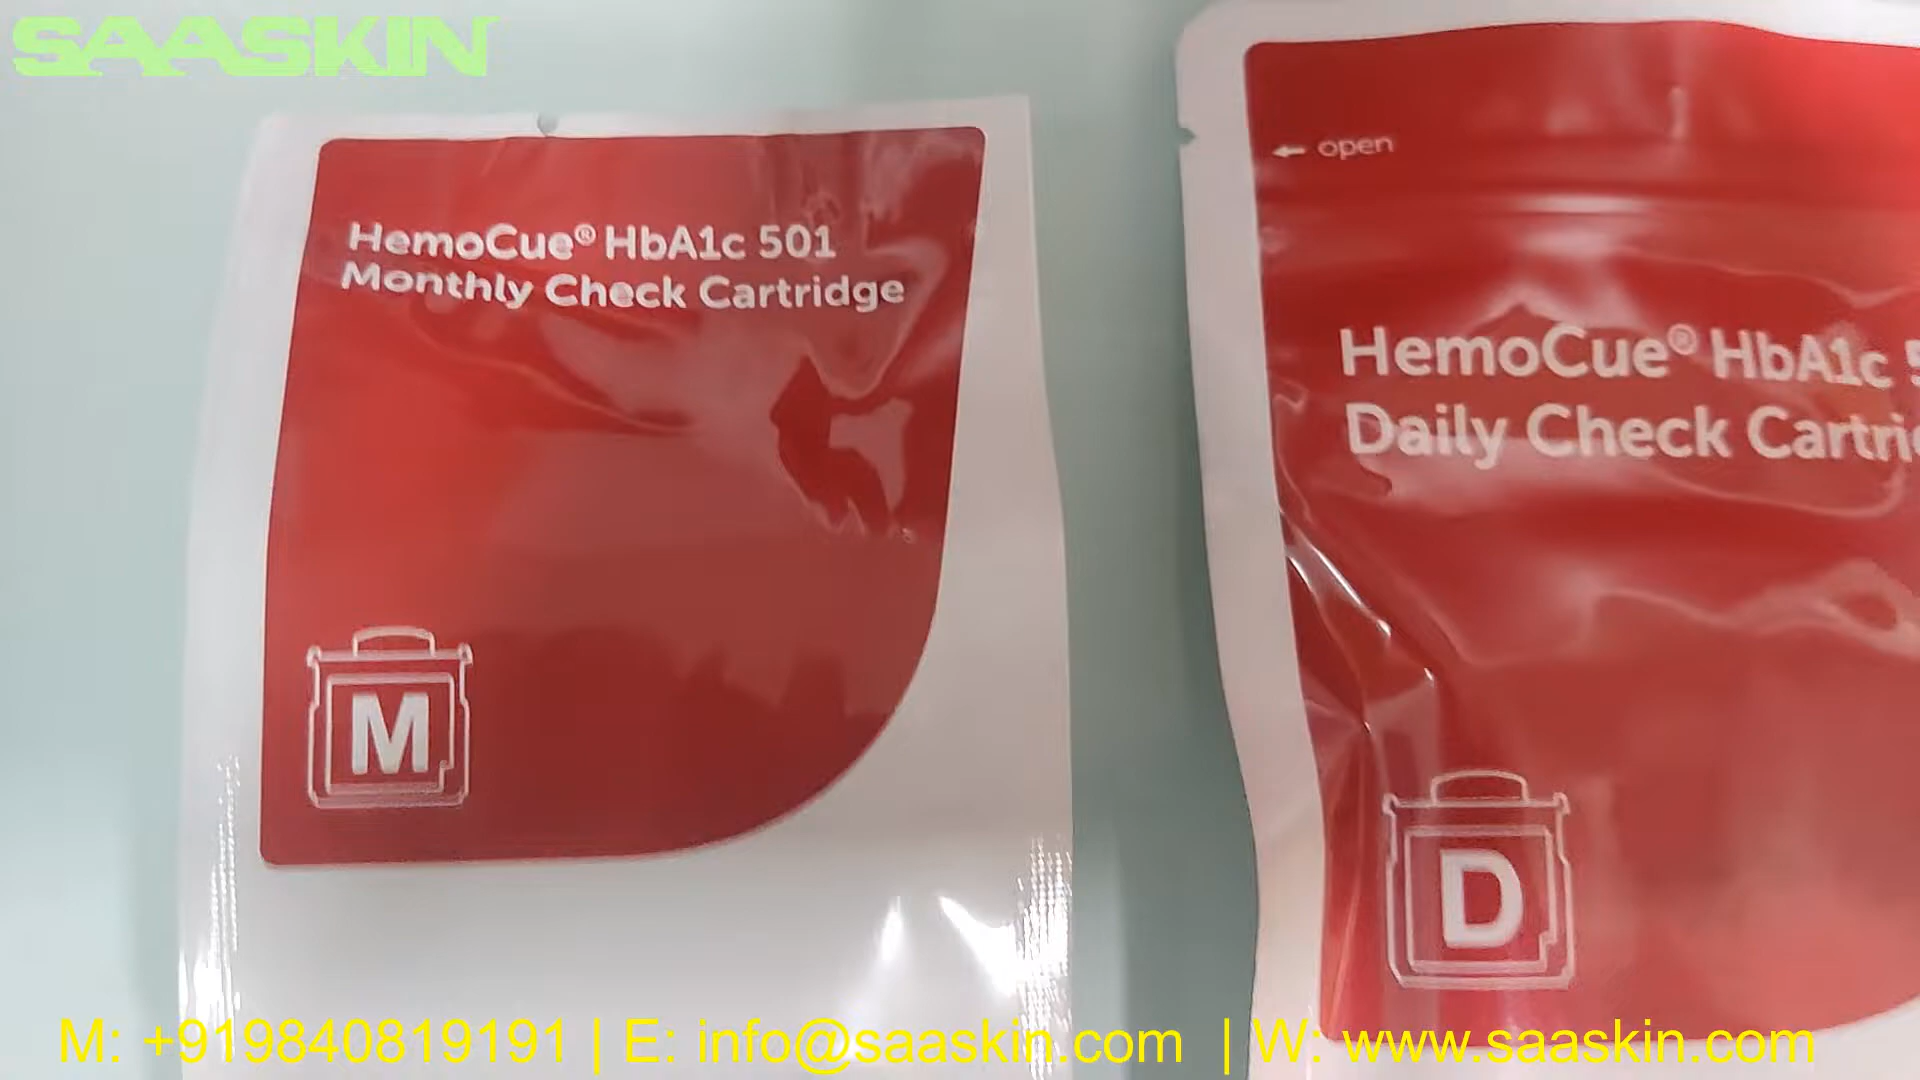 SAASKIN
HemoCue® HbA1c 501
Monthly Check Cartridge
M
← open
HemoCue® HbA1c
Daily Check
D
M: +919840819191 | E: info@saaskin.com | W: www.saaskin.com